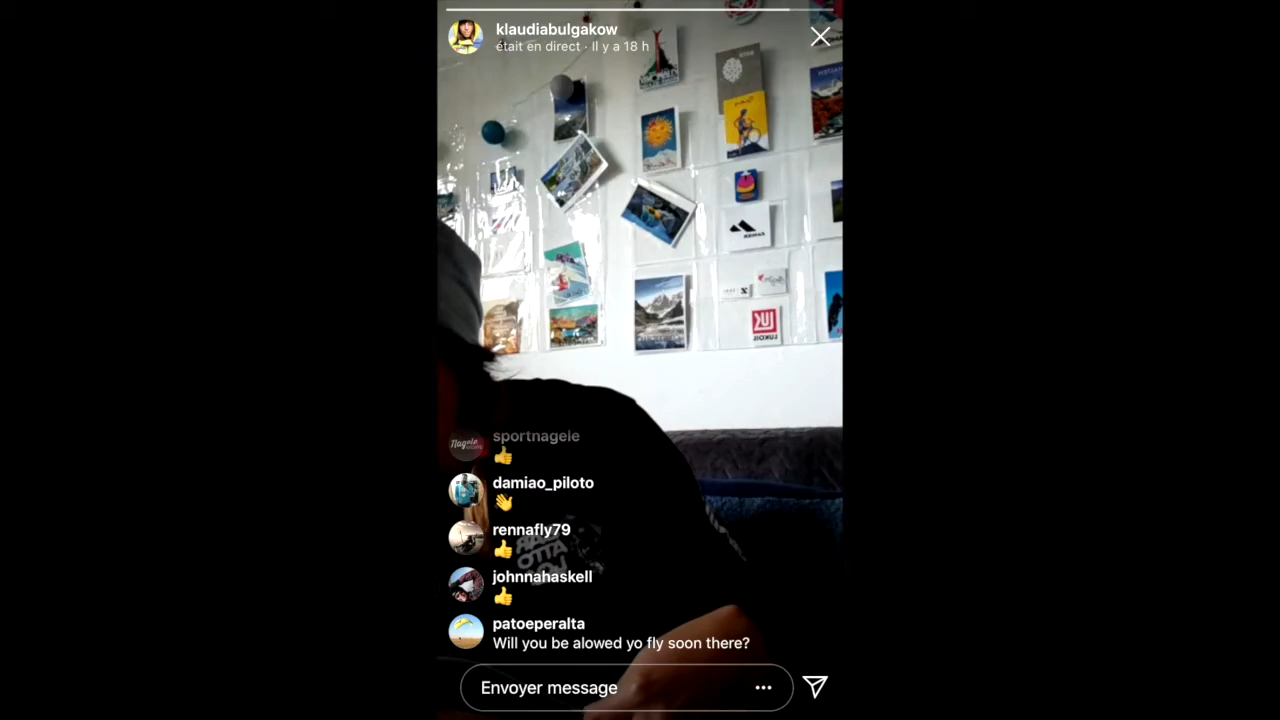 klaudiabulgakow
était en direct · Il y a 18 h
LUKOIL
sportnagele
damiao_piloto
rennafly79
johnnahaskell
patoeperalta
Will you be alowed yo fly soon there?
Envoyer message